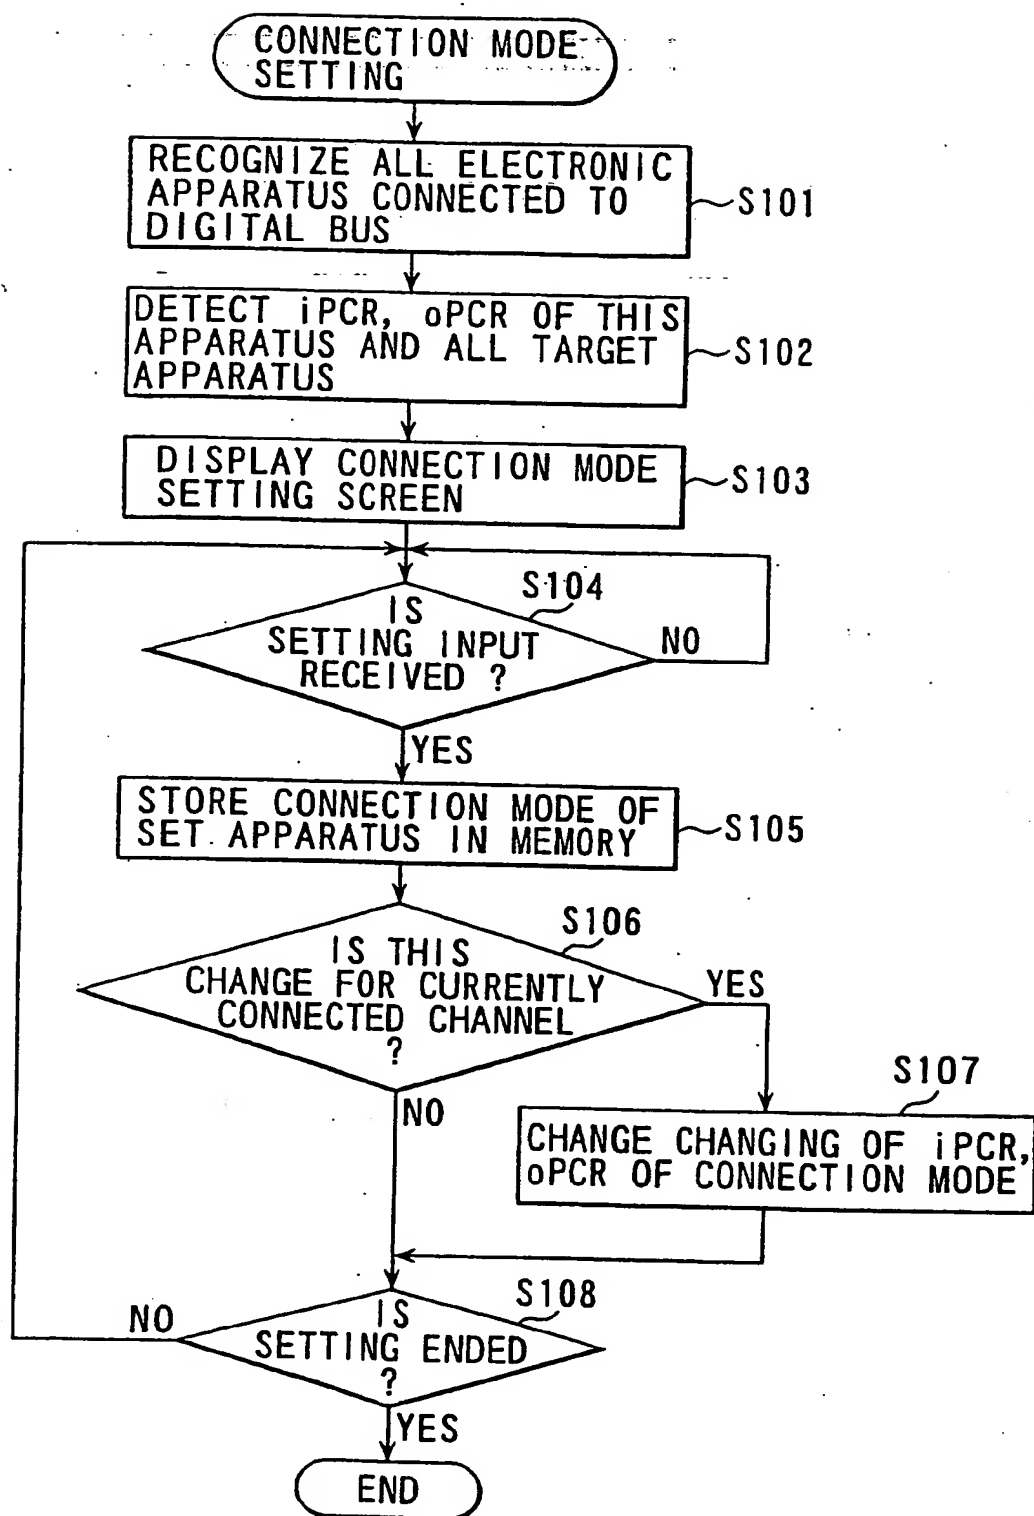 CONNECTION MODE
SETTING
RECOGNIZE ALL ELECTRONIC
APPARATUS CONNECTED TO
DIGITAL BUS
S101
DETECT iPCR, oPCR OF THIS
APPARATUS AND ALL TARGET
APPARATUS
S102
DISPLAY CONNECTION MODE
SETTING SCREEN
S103
S104
IS
SETTING INPUT
RECEIVED ?
NO
YES
STORE CONNECTION MODE OF
SET APPARATUS IN MEMORY
S105
S106
IS THIS
CHANGE FOR CURRENTLY
CONNECTED CHANNEL
?
YES
NO
S107
CHANGE CHANGING OF iPCR,
oPCR OF CONNECTION MODE
S108
IS
SETTING ENDED
?
NO
YES
END